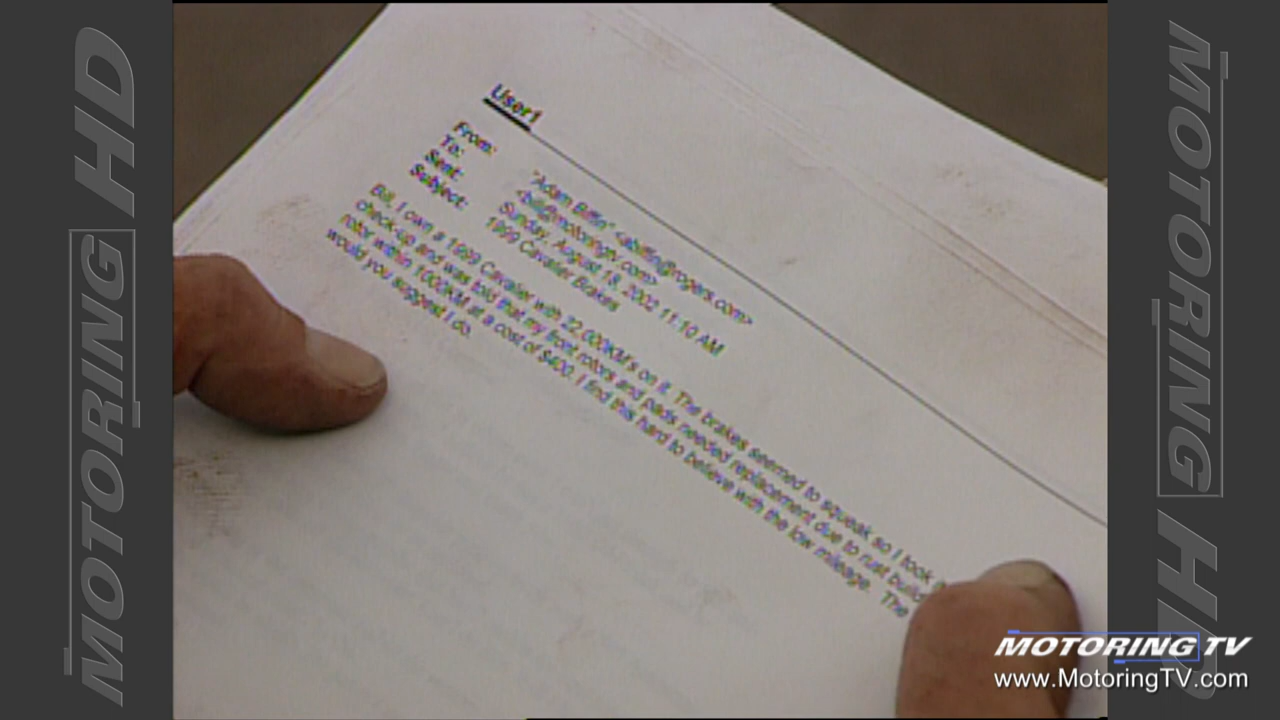 MOTORING HD
User1
From: "Adam Bitfin" <abilfin@rogers.com>
To: <bill@motoringtv.com>
Sent: Sunday, August 18, 2002 11:10 AM
Subject: 1999 Cavalier Brakes
Bill, I own a 1999 Cavalier with 22,000KM's on it. The brakes seemed to squeak so I took
check-up and was told that my front rotors and pads needed replacement due to rust build
rotor within 1000KM at a cost of $400. I find this hard to believe with the low mileage. The
would you suggest I do.
MOTORING HD
MOTORING TV
www.MotoringTV.com